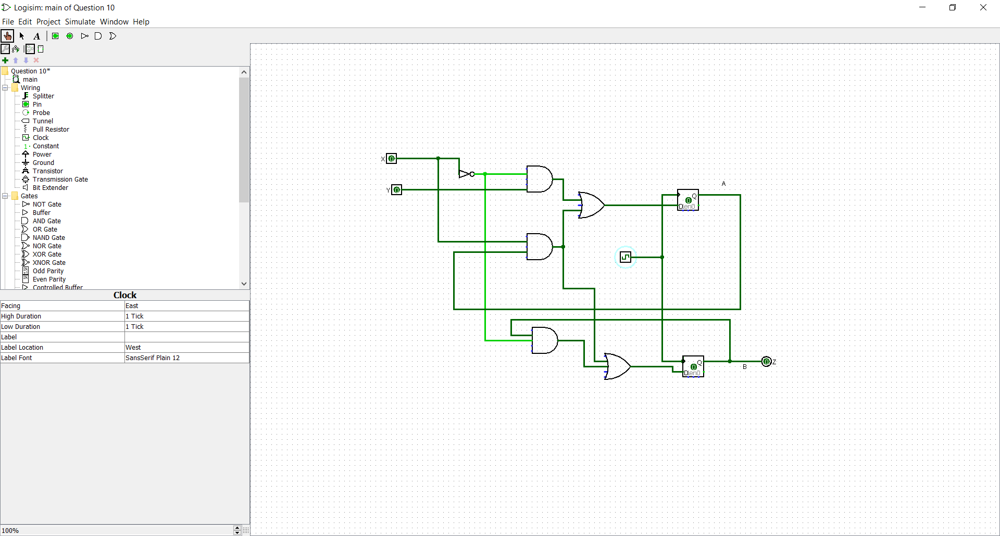 Logisim: main of Question 10
File Edit Project Simulate Window Help
A
Question 10*
main
Wiring
Splitter
Pin
Probe
Tunnel
Pull Resistor
Clock
1 Constant
Power
Ground
Transistor
Transmission Gate
Bit Extender
Gates
NOT Gate
Buffer
AND Gate
OR Gate
NAND Gate
NOR Gate
XOR Gate
XNOR Gate
Odd Parity
Even Parity
Controlled Buffer
Clock
Facing East
High Duration 1 Tick
Low Duration 1 Tick
Label
Label Location West
Label Font SansSerif Plain 12
100%
X 0
Y 0
A
Q
0
D en0
Q
0
D en0
B
0 Z